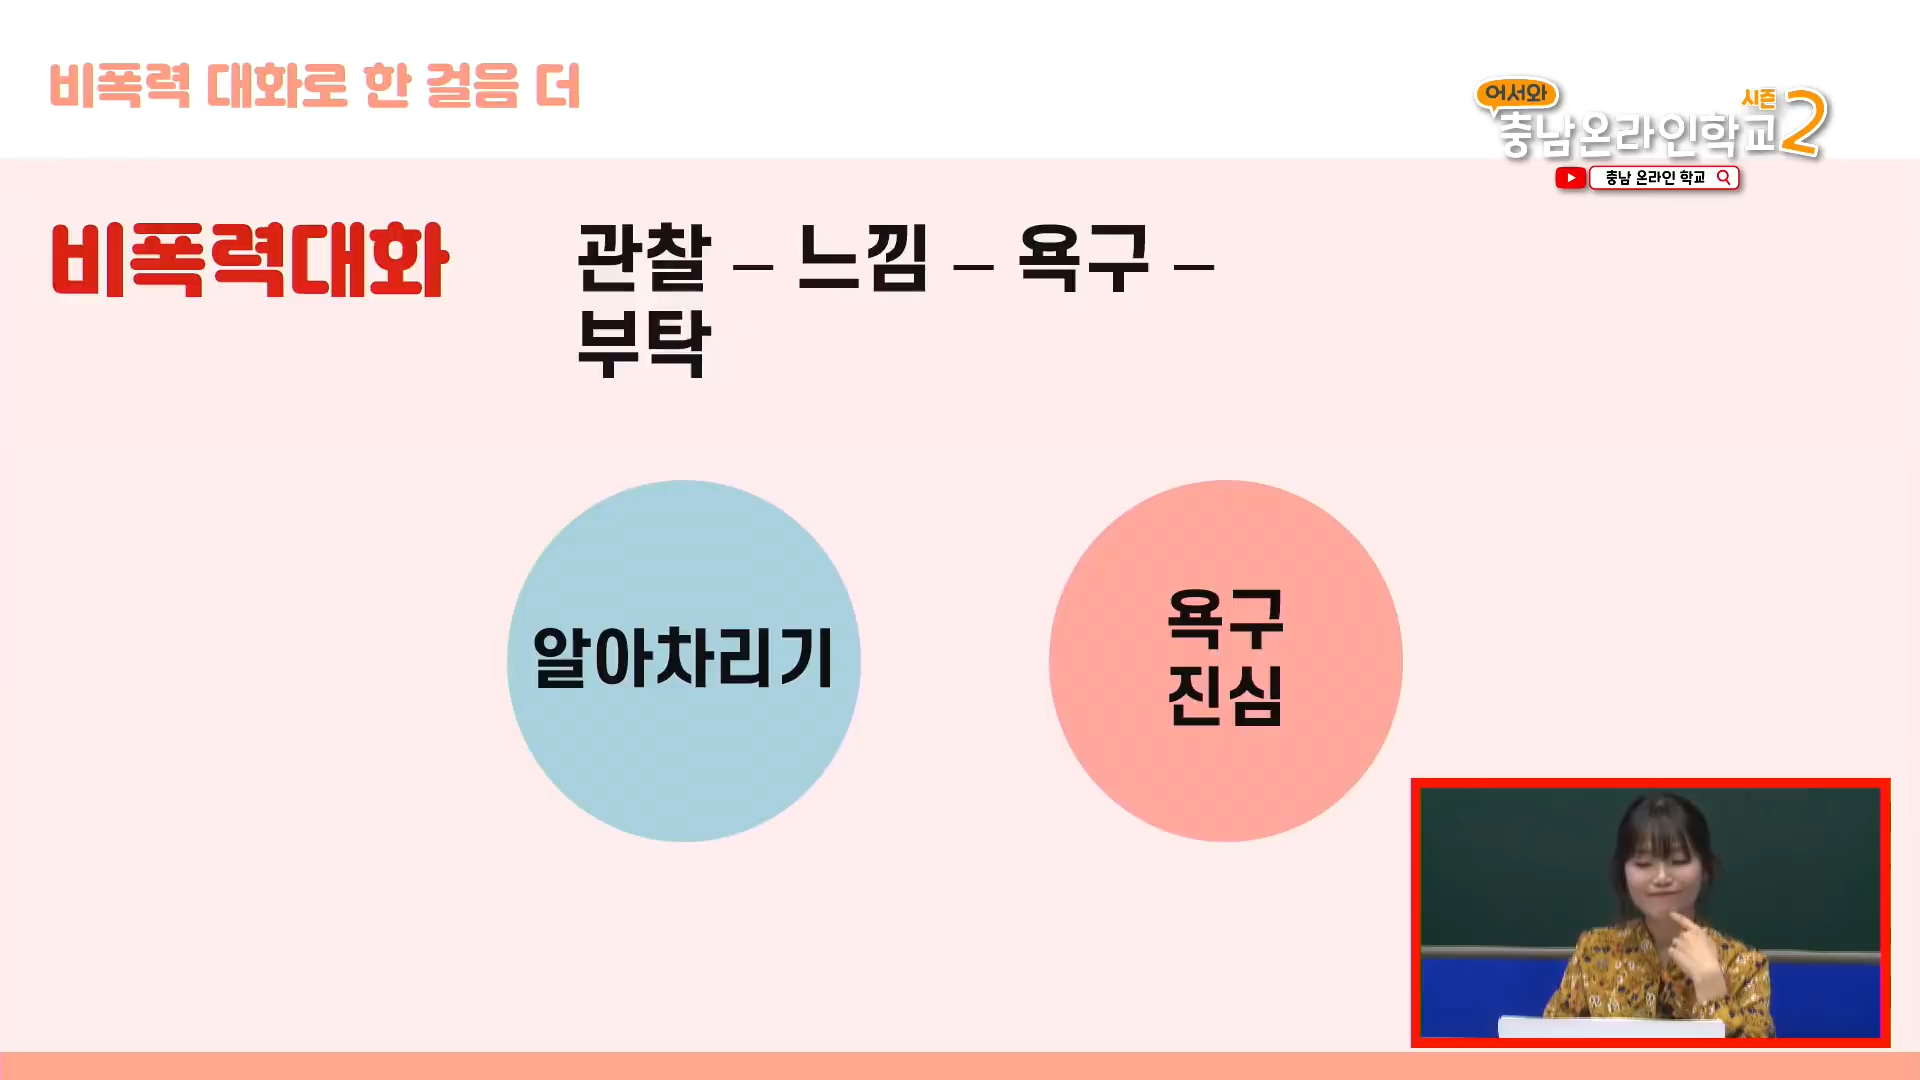 비폭력 대화로 한 걸음 더
어서와
시즌2
충남온라인학교
충남 온라인 학교
비폭력대화
관찰 – 느낌 – 욕구 –
부탁
알아차리기
욕구
진심